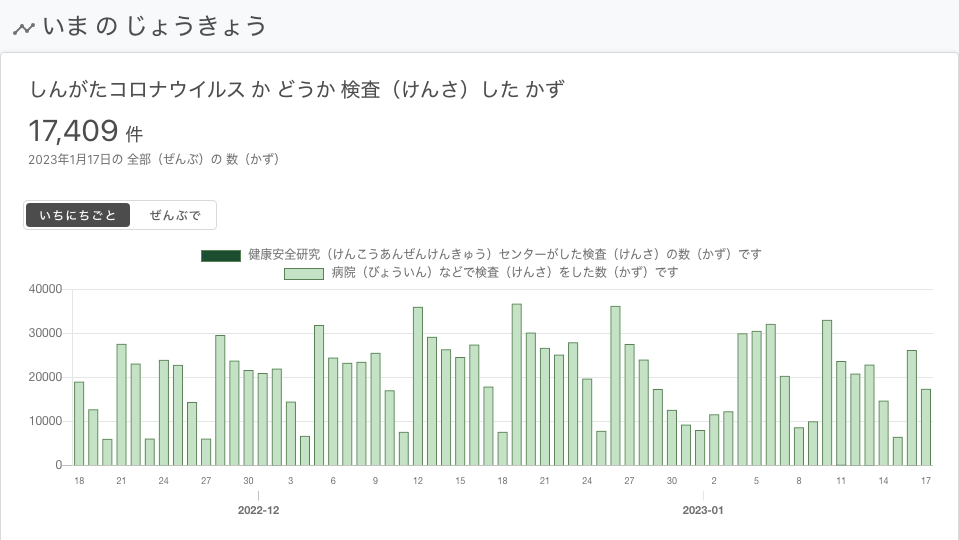 いま の じょうきょう
しんがたコロナウイルス か どうか 検査（けんさ）した かず
17,409 件
2023年1月17日の 全部（ぜんぶ）の 数（かず）
いちにちごと ぜんぶで
健康安全研究（けんこうあんぜんけんきゅう）センターがした検査（けんさ）の数（かず）です
病院（びょういん）などで検査（けんさ）をした数（かず）です
40000
30000
20000
10000
0
18 21 24 27 30 3 6 9 12 15 18 21 24 27 30 2 5 8 11 14 17
2022-12 2023-01